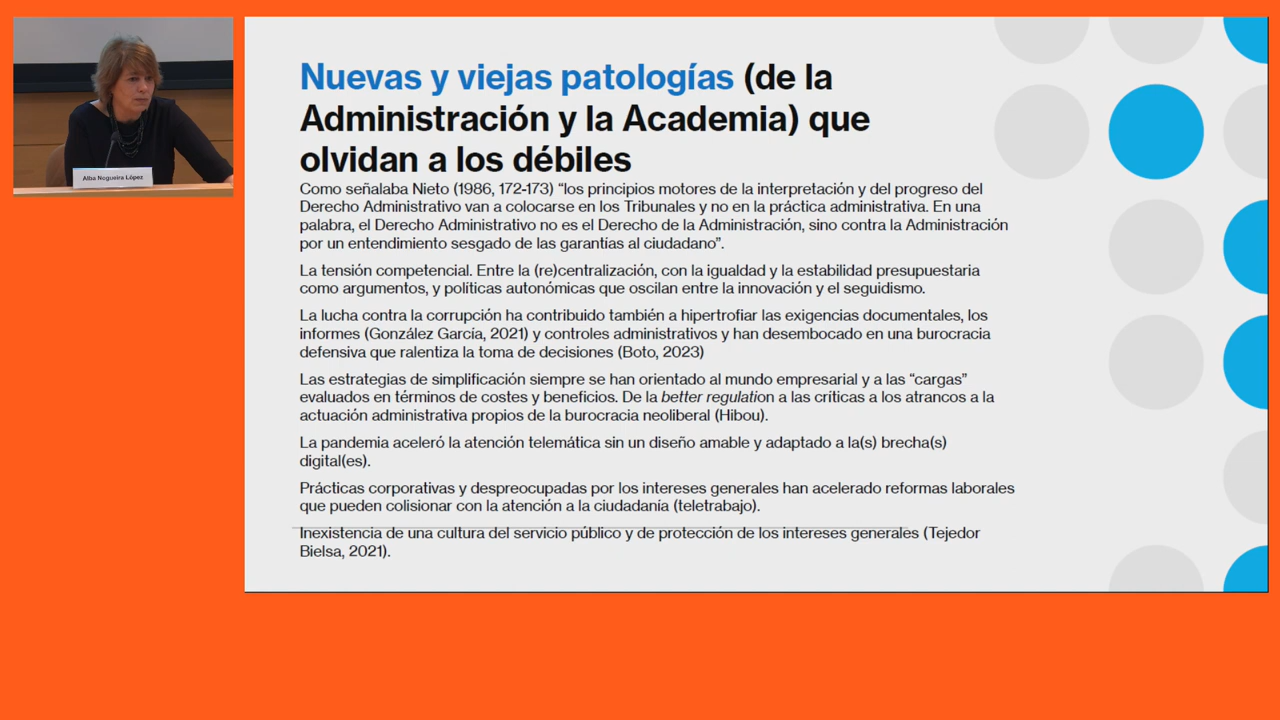 Alba Nogueira López
Nuevas y viejas patologías (de la
Administración y la Academia) que
olvidan a los débiles
Como señalaba Nieto (1986, 172-173) “los principios motores de la interpretación y del progreso del
Derecho Administrativo van a colocarse en los Tribunales y no en la práctica administrativa. En una
palabra, el Derecho Administrativo no es el Derecho de la Administración, sino contra la Administración
por un entendimiento sesgado de las garantías al ciudadano”.
La tensión competencial. Entre la (re)centralización, con la igualdad y la estabilidad presupuestaria
como argumentos, y políticas autonómicas que oscilan entre la innovación y el seguidismo.
La lucha contra la corrupción ha contribuido también a hipertrofiar las exigencias documentales, los
informes (González García, 2021) y controles administrativos y han desembocado en una burocracia
defensiva que ralentiza la toma de decisiones (Boto, 2023)
Las estrategias de simplificación siempre se han orientado al mundo empresarial y a las “cargas”
evaluados en términos de costes y beneficios. De la better regulation a las críticas a los atrancos a la
actuación administrativa propios de la burocracia neoliberal (Hibou).
La pandemia aceleró la atención telemática sin un diseño amable y adaptado a la(s) brecha(s)
digital(es).
Prácticas corporativas y despreocupadas por los intereses generales han acelerado reformas laborales
que pueden colisionar con la atención a la ciudadanía (teletrabajo).
Inexistencia de una cultura del servicio público y de protección de los intereses generales (Tejedor
Bielsa, 2021).